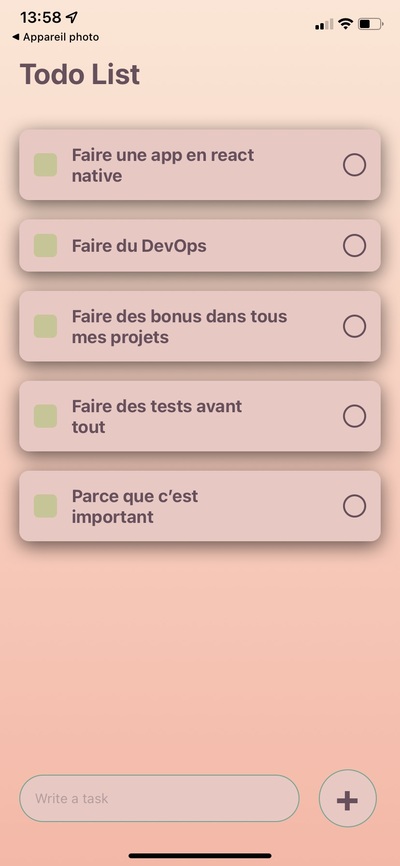 13:58
◀ Appareil photo
Todo List
Faire une app en react
native
Faire du DevOps
Faire des bonus dans tous
mes projets
Faire des tests avant
tout
Parce que c’est
important
Write a task
+